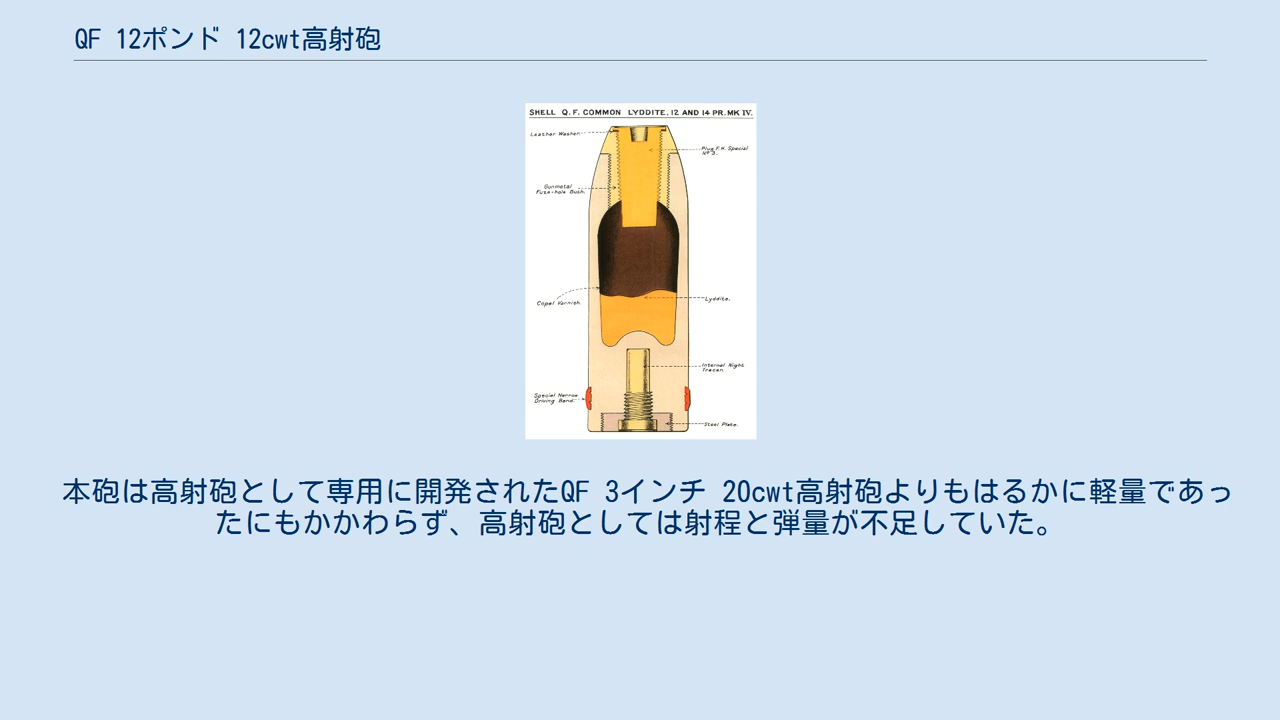 QF 12ポンド 12cwt高射砲
SHELL Q.F. COMMON LYDDITE, 12 AND 14 PR. MK IV.
Leather Washer.
Plug F.H. Special
Nº 3.
Gunmetal
Fuze-hole Bush.
Copal Varnish.
Lyddite.
Internal Night
Tracer.
Special Narrow
Driving Band.
Steel Plate.
本砲は高射砲として専用に開発されたQF 3インチ 20cwt高射砲よりもはるかに軽量であっ
たにもかかわらず、高射砲としては射程と弾量が不足していた。